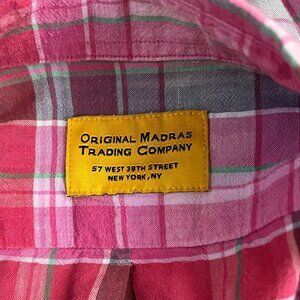 ORIGINAL MADRAS
TRADING COMPANY
57 WEST 38TH STREET
NEW YORK, NY